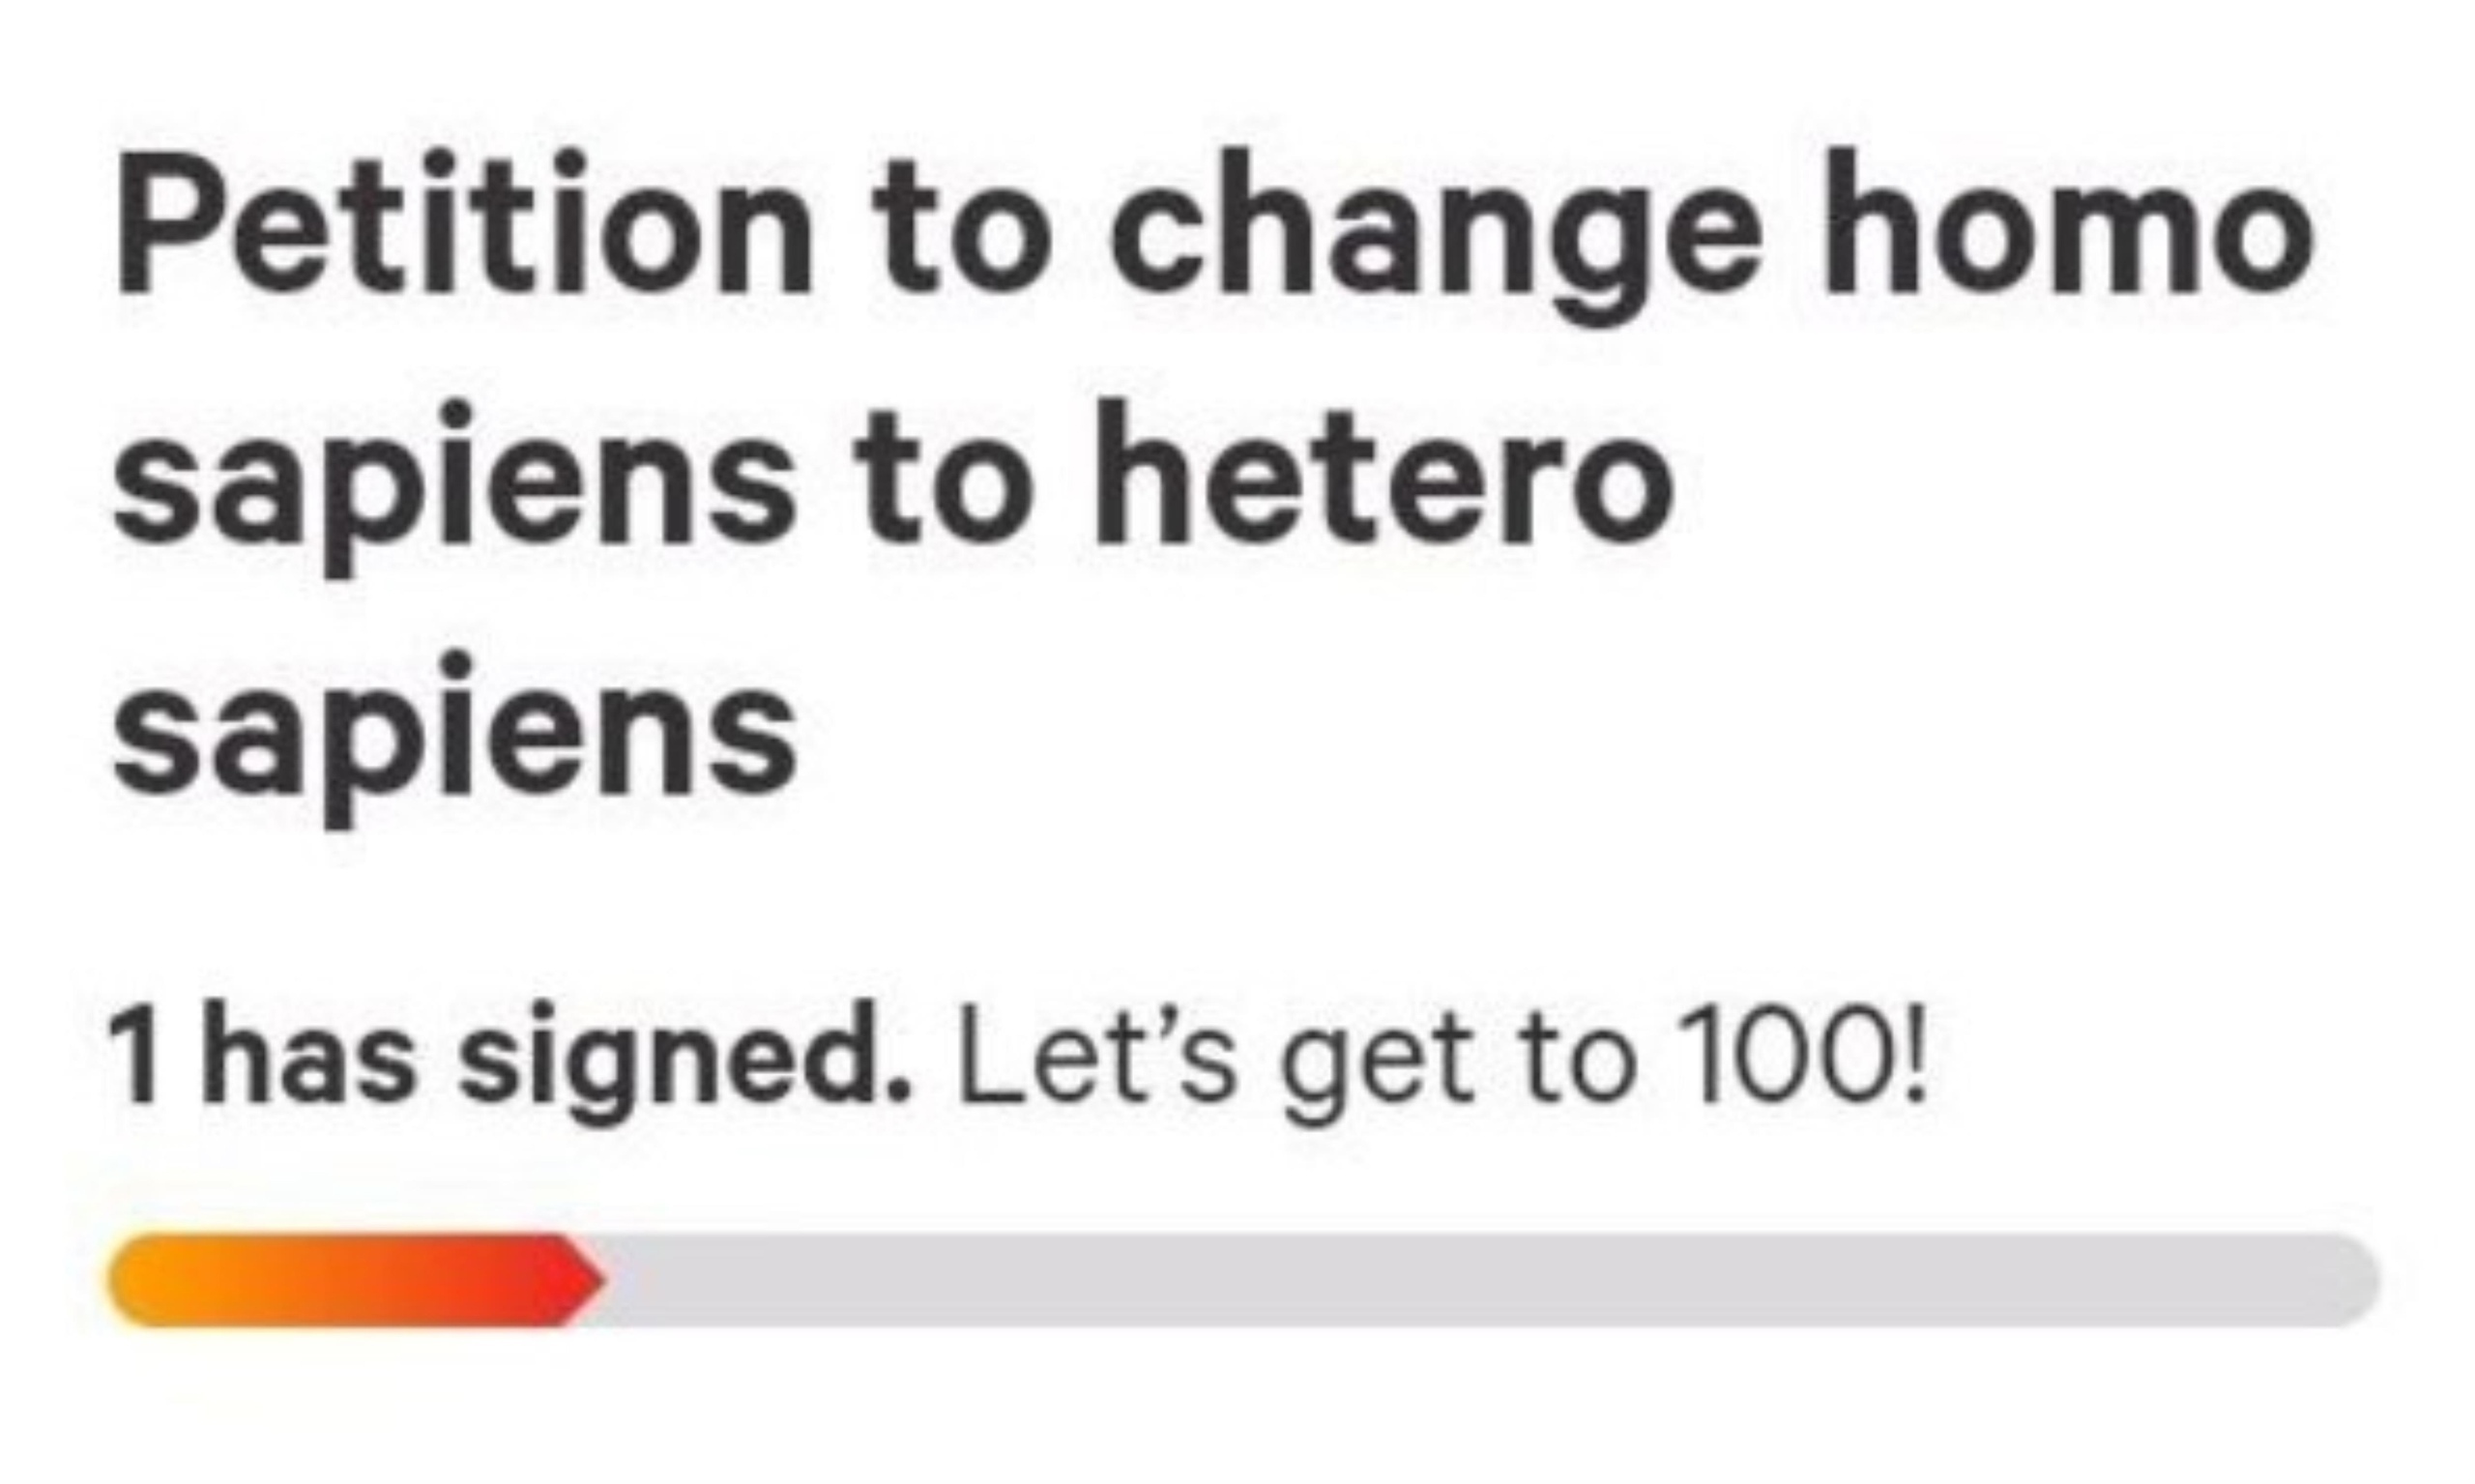 Petition to change homo
sapiens to hetero
sapiens
1 has signed. Let’s get to 100!